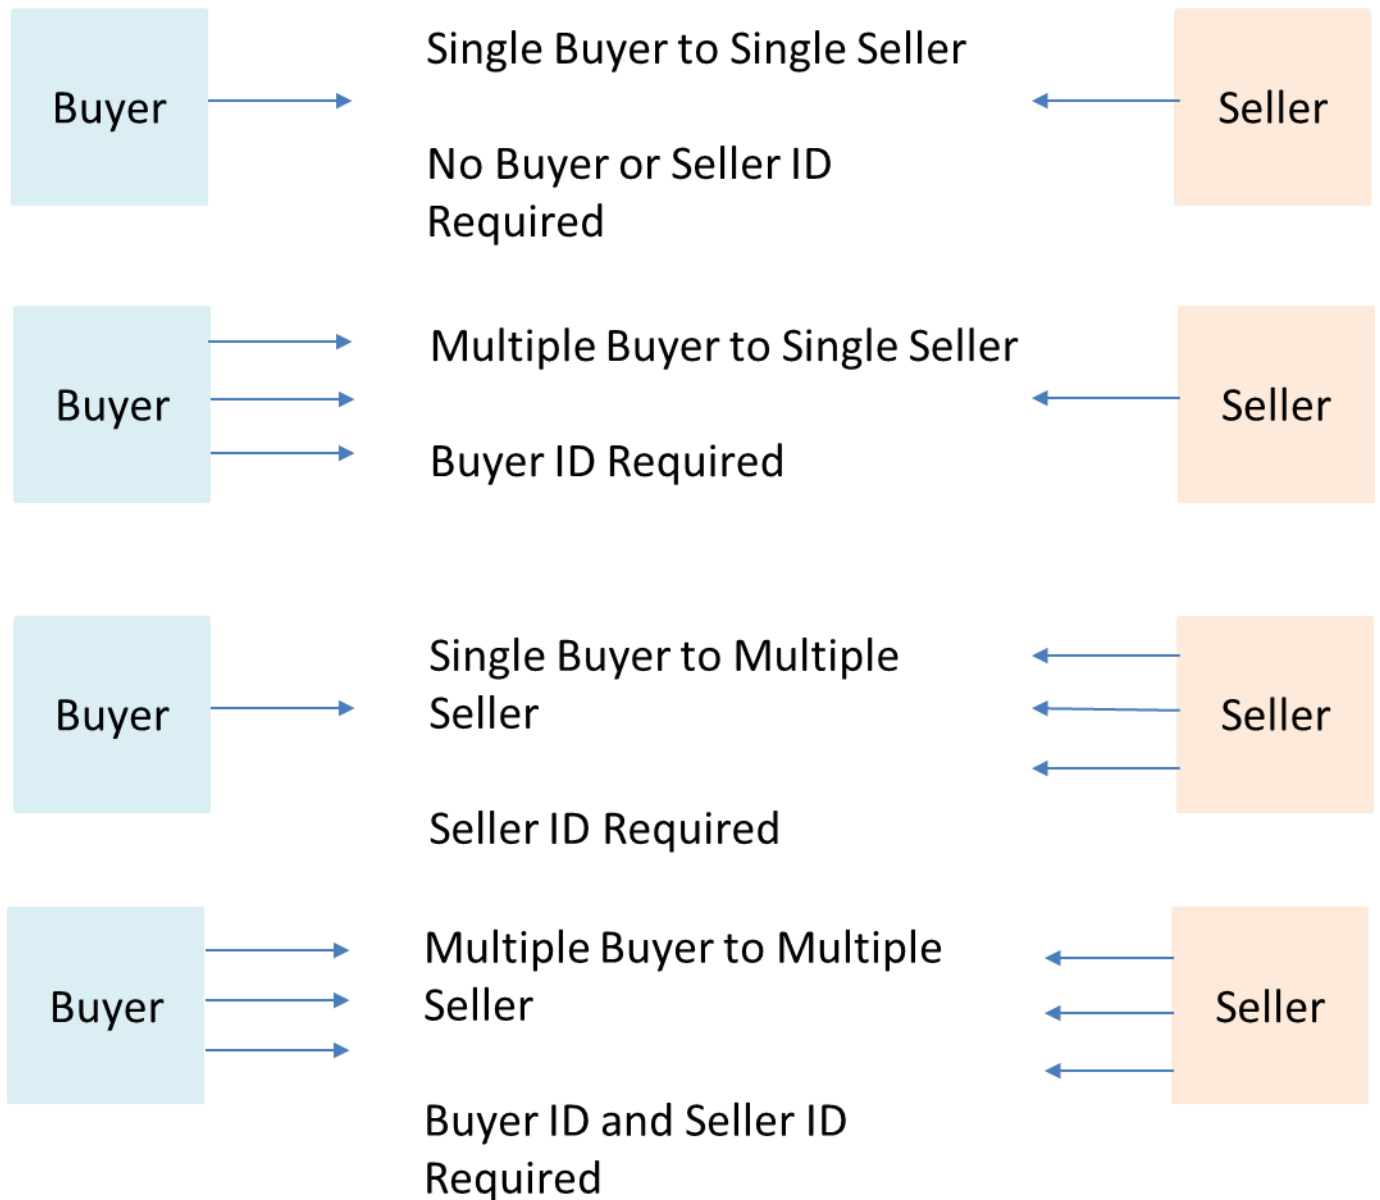 Buyer
Single Buyer to Single Seller
No Buyer or Seller ID
Required
Seller
Buyer
Multiple Buyer to Single Seller
Buyer ID Required
Seller
Buyer
Single Buyer to Multiple
Seller
Seller ID Required
Seller
Buyer
Multiple Buyer to Multiple
Seller
Buyer ID and Seller ID
Required
Seller